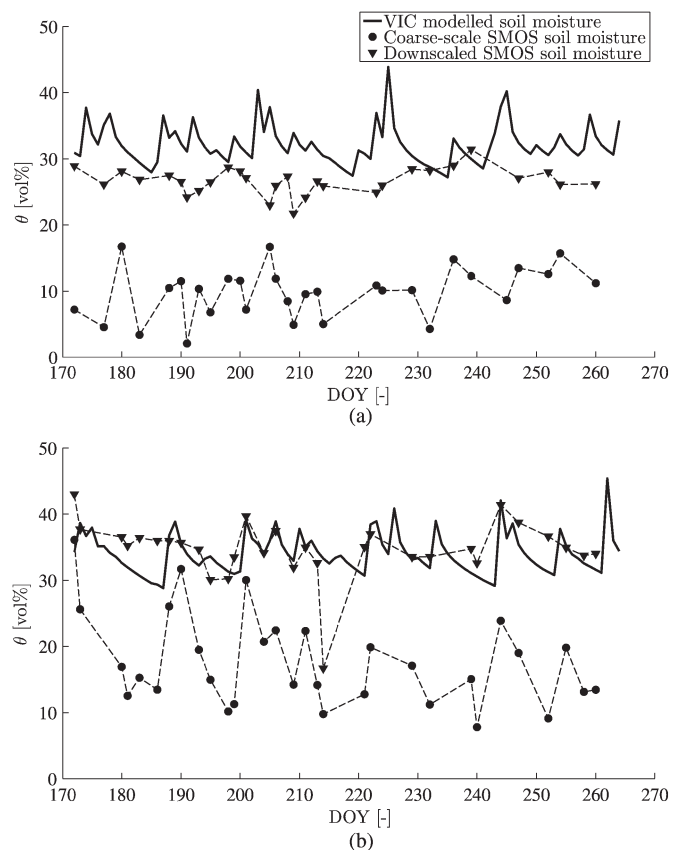 VIC modelled soil moisture
Coarse-scale SMOS soil moisture
Downscaled SMOS soil moisture
50
40
30
20
10
0
θ [vol%]
170 180 190 200 210 220 230 240 250 260 270
DOY [-]
(a)
50
40
30
20
10
0
θ [vol%]
170 180 190 200 210 220 230 240 250 260 270
DOY [-]
(b)